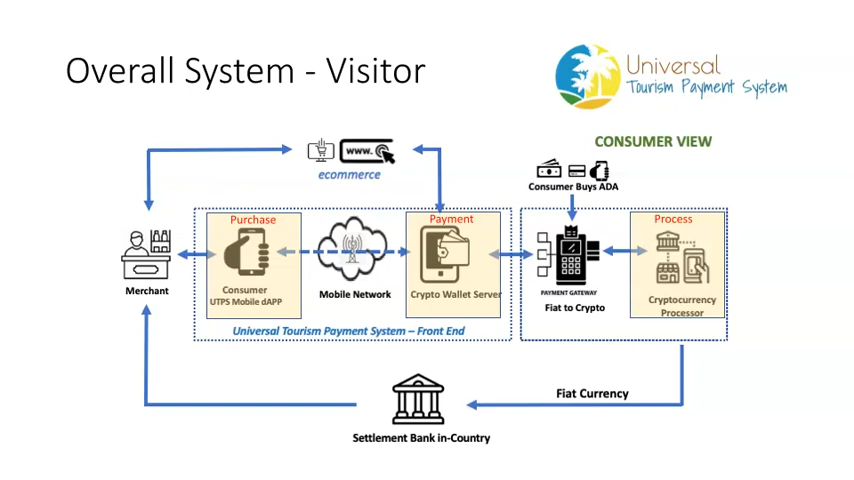 Overall System - Visitor
Universal
Tourism Payment System
CONSUMER VIEW
www.
ecommerce
Consumer Buys ADA
Purchase
Payment
Process
Merchant
Consumer
UTPS Mobile dAPP
Mobile Network
Crypto Wallet Server
PAYMENT GATEWAY
Fiat to Crypto
Cryptocurrency
Processor
Universal Tourism Payment System – Front End
Fiat Currency
Settlement Bank in-Country